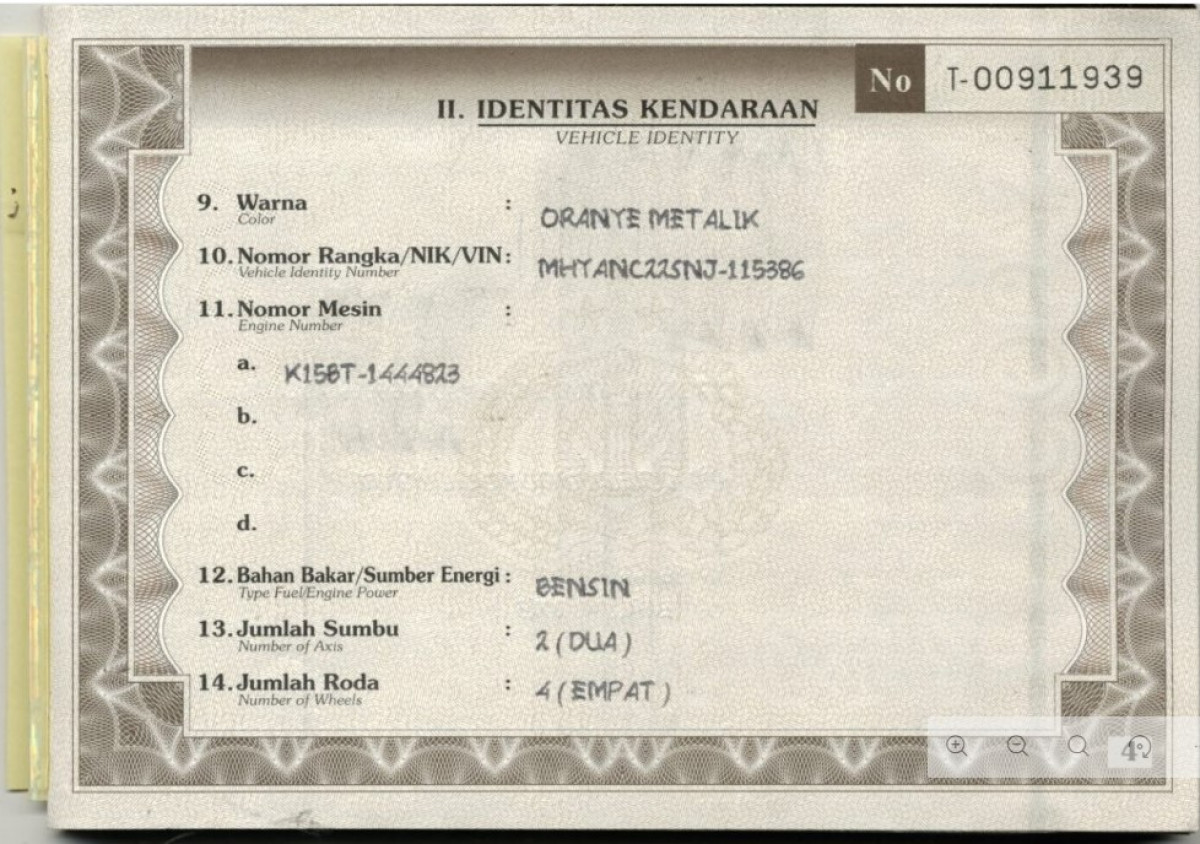 No T-00911939
II. IDENTITAS KENDARAAN
VEHICLE IDENTITY
9. Warna :
Color
ORANYE METALIK
10. Nomor Rangka/NIK/VIN :
Vehicle Identity Number
MHYANC22SNJ-115386
11. Nomor Mesin :
Engine Number
a. K15BT-1444823
b.
c.
d.
12. Bahan Bakar/Sumber Energi :
Type Fuel/Engine Power
BENSIN
13. Jumlah Sumbu :
Number of Axis
2 ( DUA )
14. Jumlah Roda :
Number of Wheels
4 ( EMPAT )
4